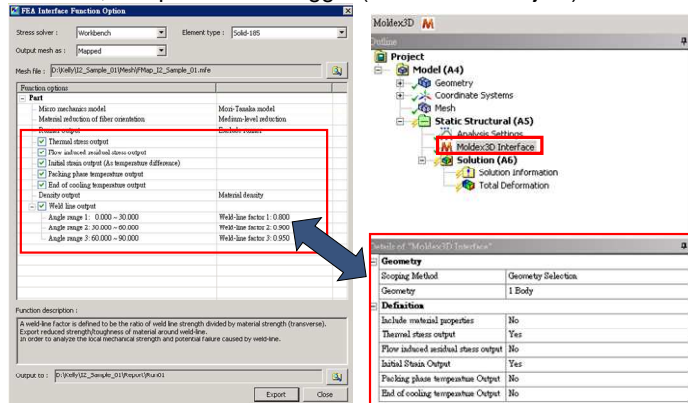 FEA Interface Function Option
Stress solver : Workbench Element type : Solid-185
Output mesh as : Mapped
Mesh file : D:\Kelly\I2_Sample_01\Mesh\FMap_I2_Sample_01.mfe
Function options
Part
Micro mechanics model Mori-Tanaka model
Material reduction of fiber orientation Medium-level reduction
Thermal stress output
Flow induced residual stress output
Initial strain output (As temperature difference)
Packing phase temperature output
End of cooling temperature output
Density output Material density
Weld line output
Angle range 1: 0.000 ~ 30.000 Weld-line factor 1: 0.800
Angle range 2: 30.000 ~ 60.000 Weld-line factor 2: 0.900
Angle range 3: 60.000 ~ 90.000 Weld-line factor 3: 0.950
Function description :
A weld-line factor is defined to be the ratio of weld line strength divided by material strength (transverse).
Export reduced strength/toughness of material around weld-line.
In order to analyze the local mechanical strength and potential failure caused by weld-line.
Output to : D:\Kelly\I2_Sample_01\Report\Run01
Export Close
Moldex3D
Outline
Project
Model (A4)
Geometry
Coordinate Systems
Mesh
Static Structural (A5)
Analysis Settings
Moldex3D Interface
Solution (A6)
Solution Information
Total Deformation
Details of "Moldex3D Interface"
Geometry
Scoping Method Geometry Selection
Geometry 1 Body
Definition
Include material properties No
Thermal stress output Yes
Flow induced residual stress output No
Initial Strain Output Yes
Packing phase temperature Output No
End of cooling temperature Output No